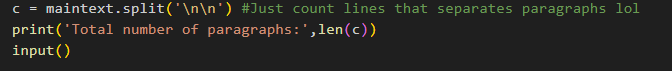 c = maintext.split('\n\n') #Just count lines that separates paragraphs lol
print('Total number of paragraphs:',len(c))
input()